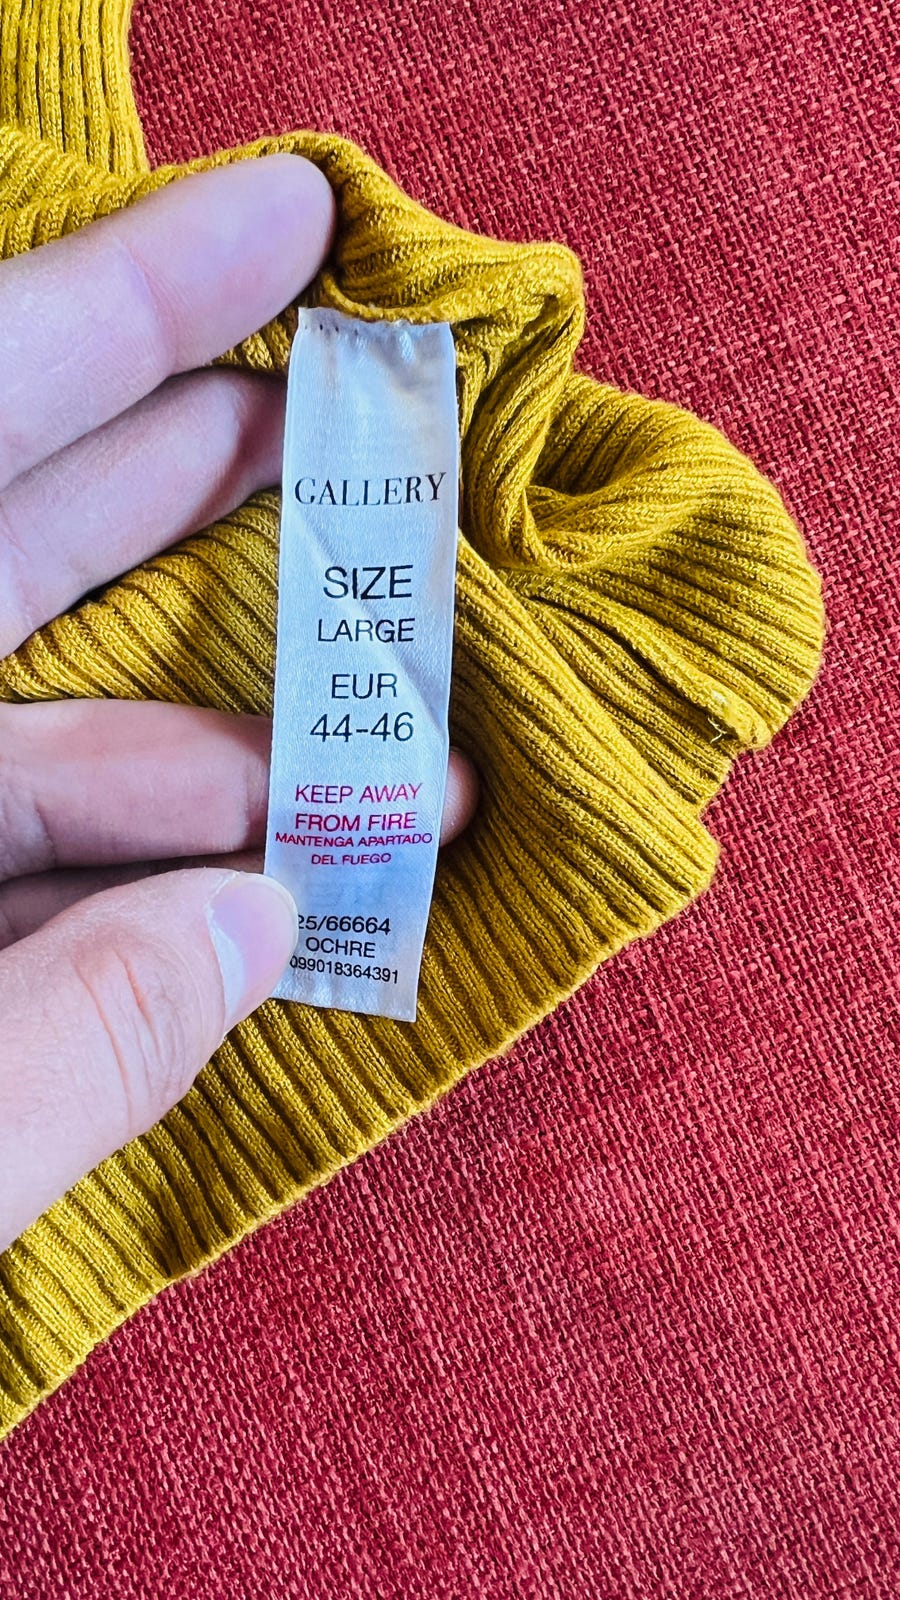 GALLERY
SIZE
LARGE
EUR
44-46
KEEP AWAY
FROM FIRE
MANTENGA APARTADO
DEL FUEGO
25/66664
OCHRE
099018364391